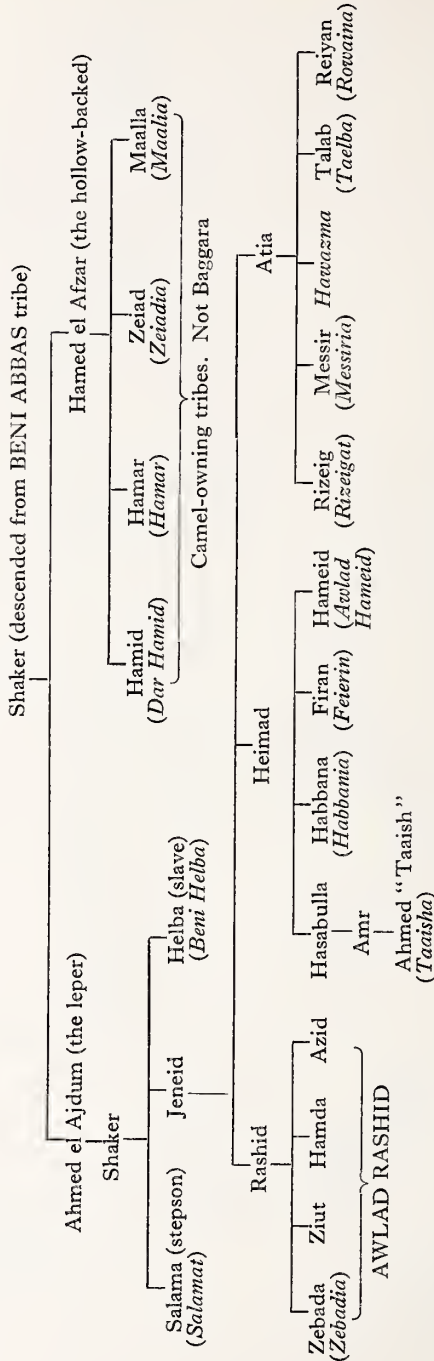 Shaker (descended from BENI ABBAS tribe)
Ahmed el Ajdum (the leper)
Hamed el Afzar (the hollow-backed)
Shaker
Hamid
(Dar Hamid)
Hamar
(Hamar)
Zeiad
(Zeiadia)
Maalla
(Maalia)
Camel-owning tribes. Not Baggara
Salama (stepson)
(Salamat)
Jeneid
Helba (slave)
(Beni Helba)
Rashid
Heimad
Atia
Zebada
(Zebadia)
Ziut
Hamda
Azid
AWLAD RASHID
Hasabulla
Habbana
(Habbania)
Firan
(Feierin)
Hameid
(Awlad
Hameid)
Amr
Ahmed "Taaish"
(Taaisha)
Rizeig
(Rizeigat)
Messir
(Messiria)
Hawazma
Talab
(Taelba)
Reiyan
(Rowaina)